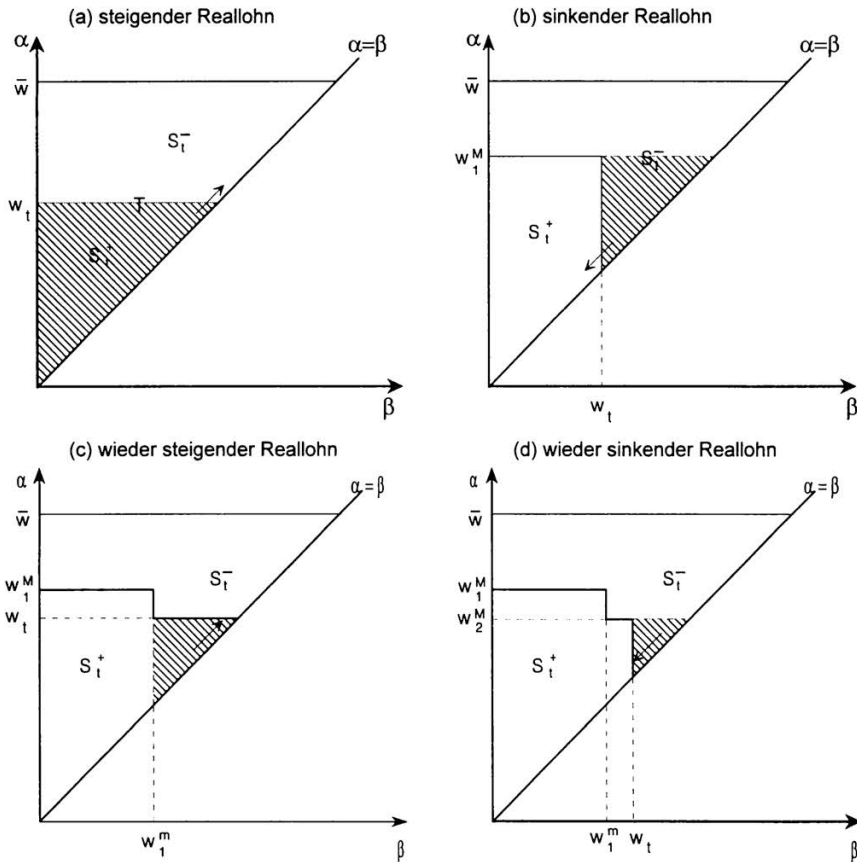 (a) steigender Reallohn
α
α=β
w̅
S_t^-
w_t
T
S_t^+
β
(b) sinkender Reallohn
α
α=β
w̅
w_1^M
S_t^-
S_t^+
w_t
β
(c) wieder steigender Reallohn
α
α=β
w̅
w_1^M
S_t^-
w_t
S_t^+
w_1^m
β
(d) wieder sinkender Reallohn
α
α=β
w̅
w_1^M
S_t^-
w_2^M
S_t^+
w_1^m
w_t
β